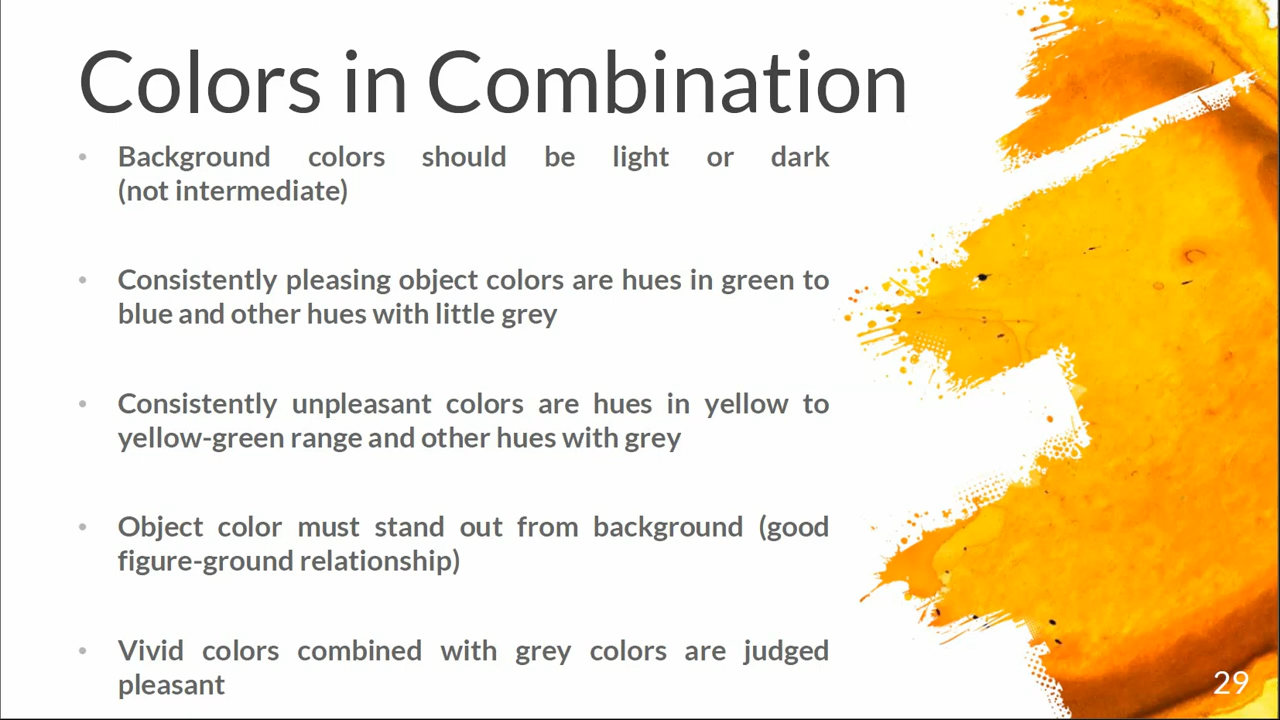 Colors in Combination
• Background colors should be light or dark
(not intermediate)
• Consistently pleasing object colors are hues in green to
blue and other hues with little grey
• Consistently unpleasant colors are hues in yellow to
yellow-green range and other hues with grey
• Object color must stand out from background (good
figure-ground relationship)
• Vivid colors combined with grey colors are judged
pleasant
29